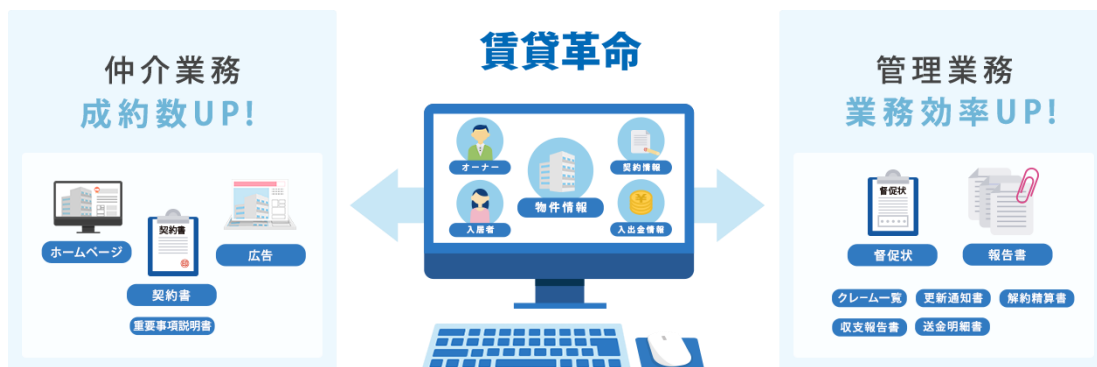 仲介業務
成約数UP!
ホームページ
契約書
広告
契約書
重要事項説明書
賃貸革命
オーナー
契約情報
物件情報
入居者
入出金情報
管理業務
業務効率UP!
督促状
督促状
報告書
クレーム一覧
更新通知書
解約精算書
収支報告書
送金明細書